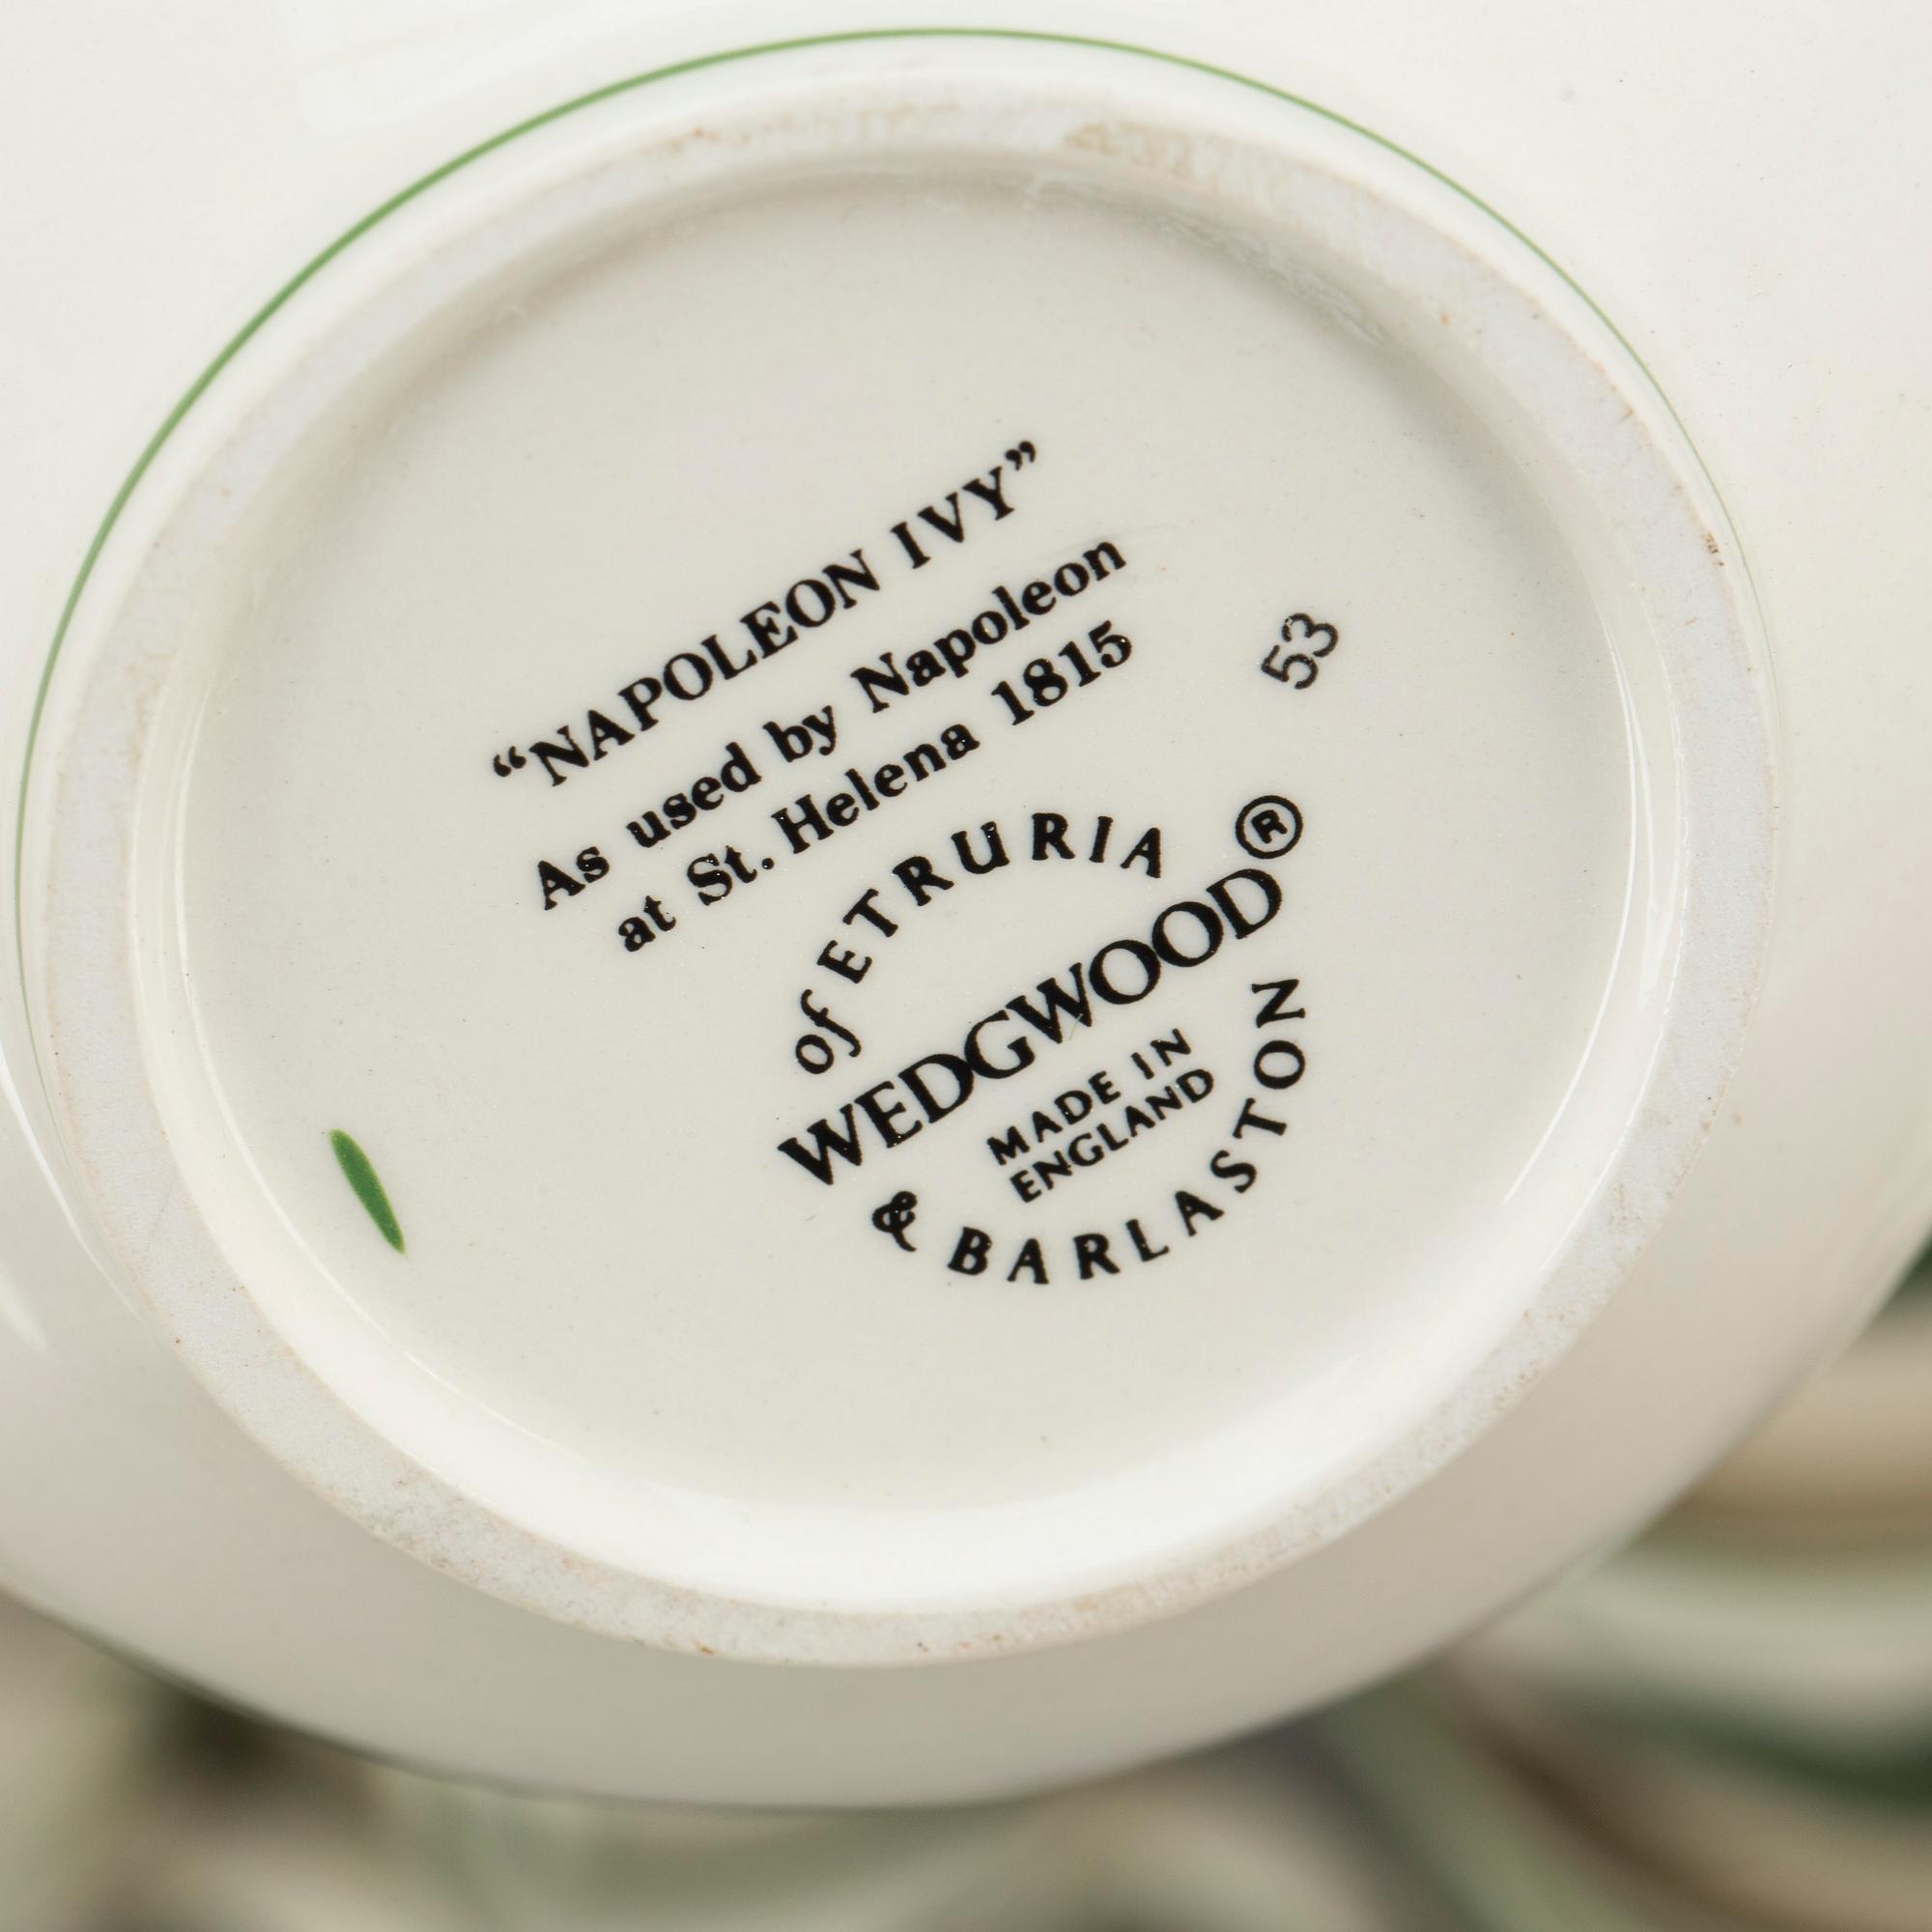 “NAPOLEON IVY”
As used by Napoleon
at St. Helena 1815
53
of ETRURIA
WEDGWOOD ®
MADE IN
ENGLAND
& BARLASTON